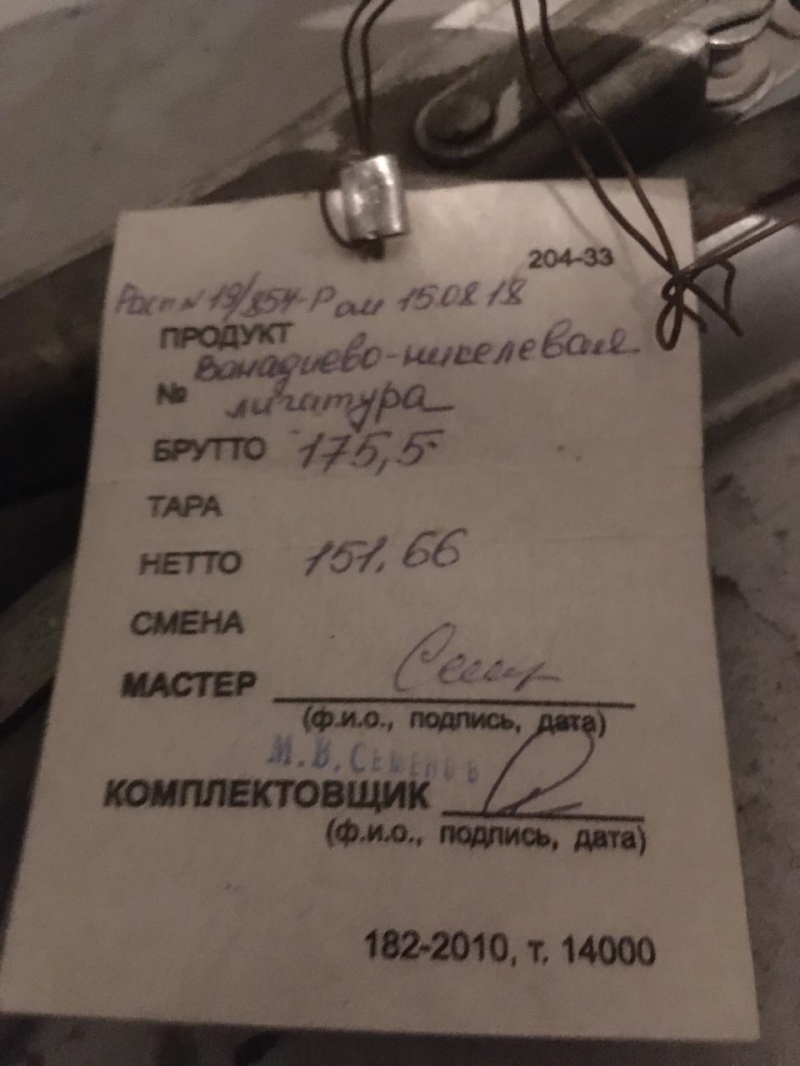 204-33
Расп № 19/854-Р от 15.08.18
ПРОДУКТ
Ванадиево-никелевая
№ лигатура
БРУТТО 175,5
ТАРА
НЕТТО 151,66
СМЕНА
МАСТЕР
(ф.и.о., подпись, дата)
М.В.СЕМЕНОВ
КОМПЛЕКТОВЩИК
(ф.и.о., подпись, дата)
182-2010, т. 14000